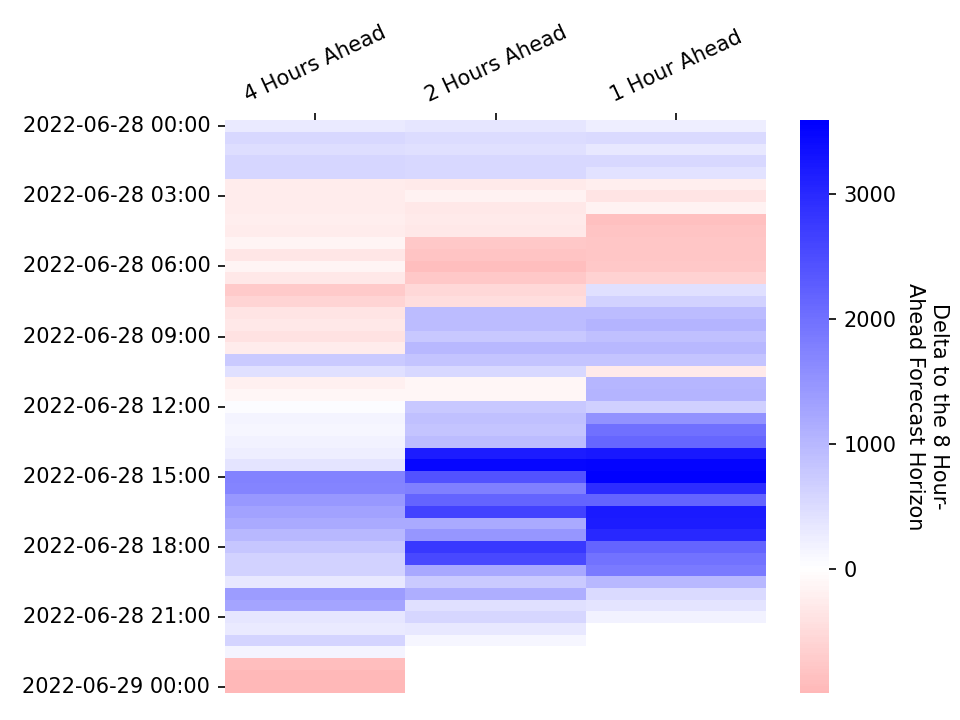 4 Hours Ahead
2 Hours Ahead
1 Hour Ahead
2022-06-28 00:00
2022-06-28 03:00
2022-06-28 06:00
2022-06-28 09:00
2022-06-28 12:00
2022-06-28 15:00
2022-06-28 18:00
2022-06-28 21:00
2022-06-29 00:00
3000
2000
1000
0
Delta to the 8 Hour-
Ahead Forecast Horizon